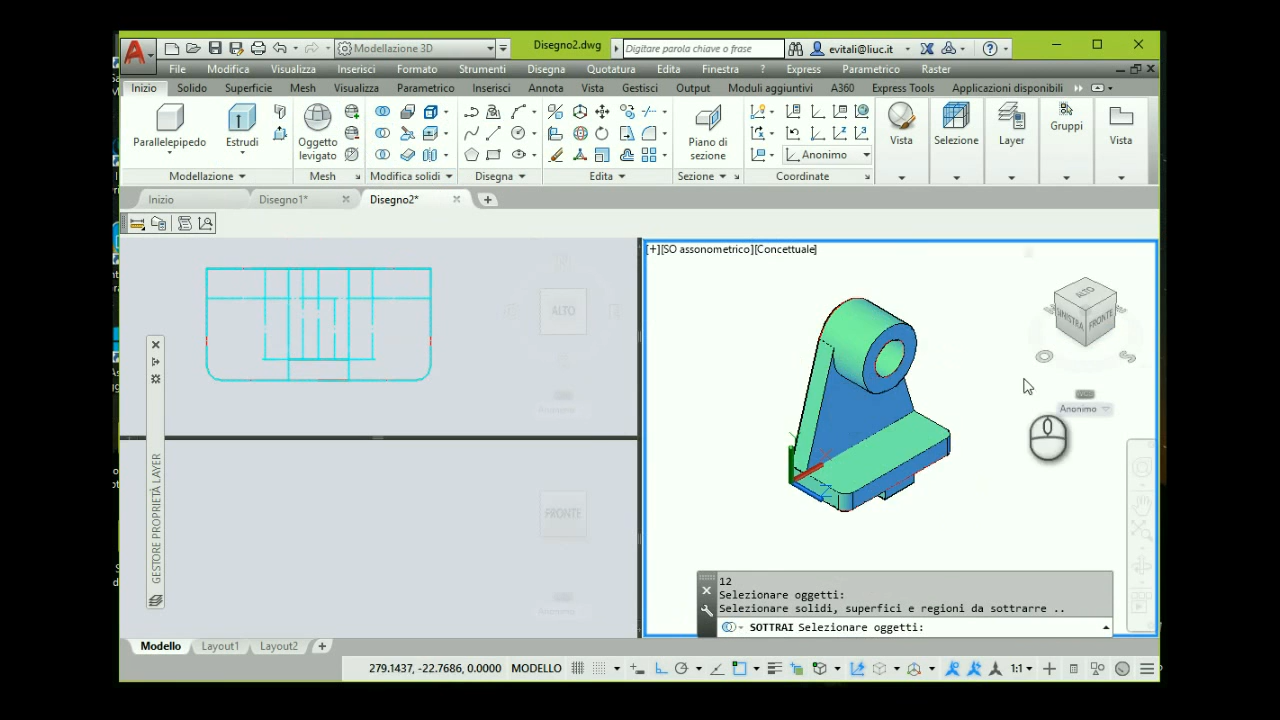 Modellazione 3D
Disegno2.dwg
Digitare parola chiave o frase
evitali@liuc.it
File Modifica Visualizza Inserisci Formato Strumenti Disegna Quotatura Edita Finestra ? Express Parametrico Raster
Inizio Solido Superficie Mesh Visualizza Parametrico Inserisci Annota Vista Gestisci Output Moduli aggiuntivi A360 Express Tools Applicazioni disponibili
Parallelepipedo
Estrudi
Oggetto
levigato
Piano di
sezione
Anonimo
Vista
Selezione
Layer
Gruppi
Vista
Modellazione Mesh Modifica solidi Disegna Edita Sezione Coordinate
Inizio Disegno1* Disegno2* +
[+][SO assonometrico][Concettuale]
ALTO
ALTO
SINISTRA
FRONTE
Anonimo
Anonimo
GESTORE PROPRIETÀ LAYER
FRONTE
Anonimo
12
Selezionare oggetti:
Selezionare solidi, superfici e regioni da sottrarre ..
SOTTRAI Selezionare oggetti:
Modello Layout1 Layout2 +
279.1437, -22.7686, 0.0000 MODELLO 1:1